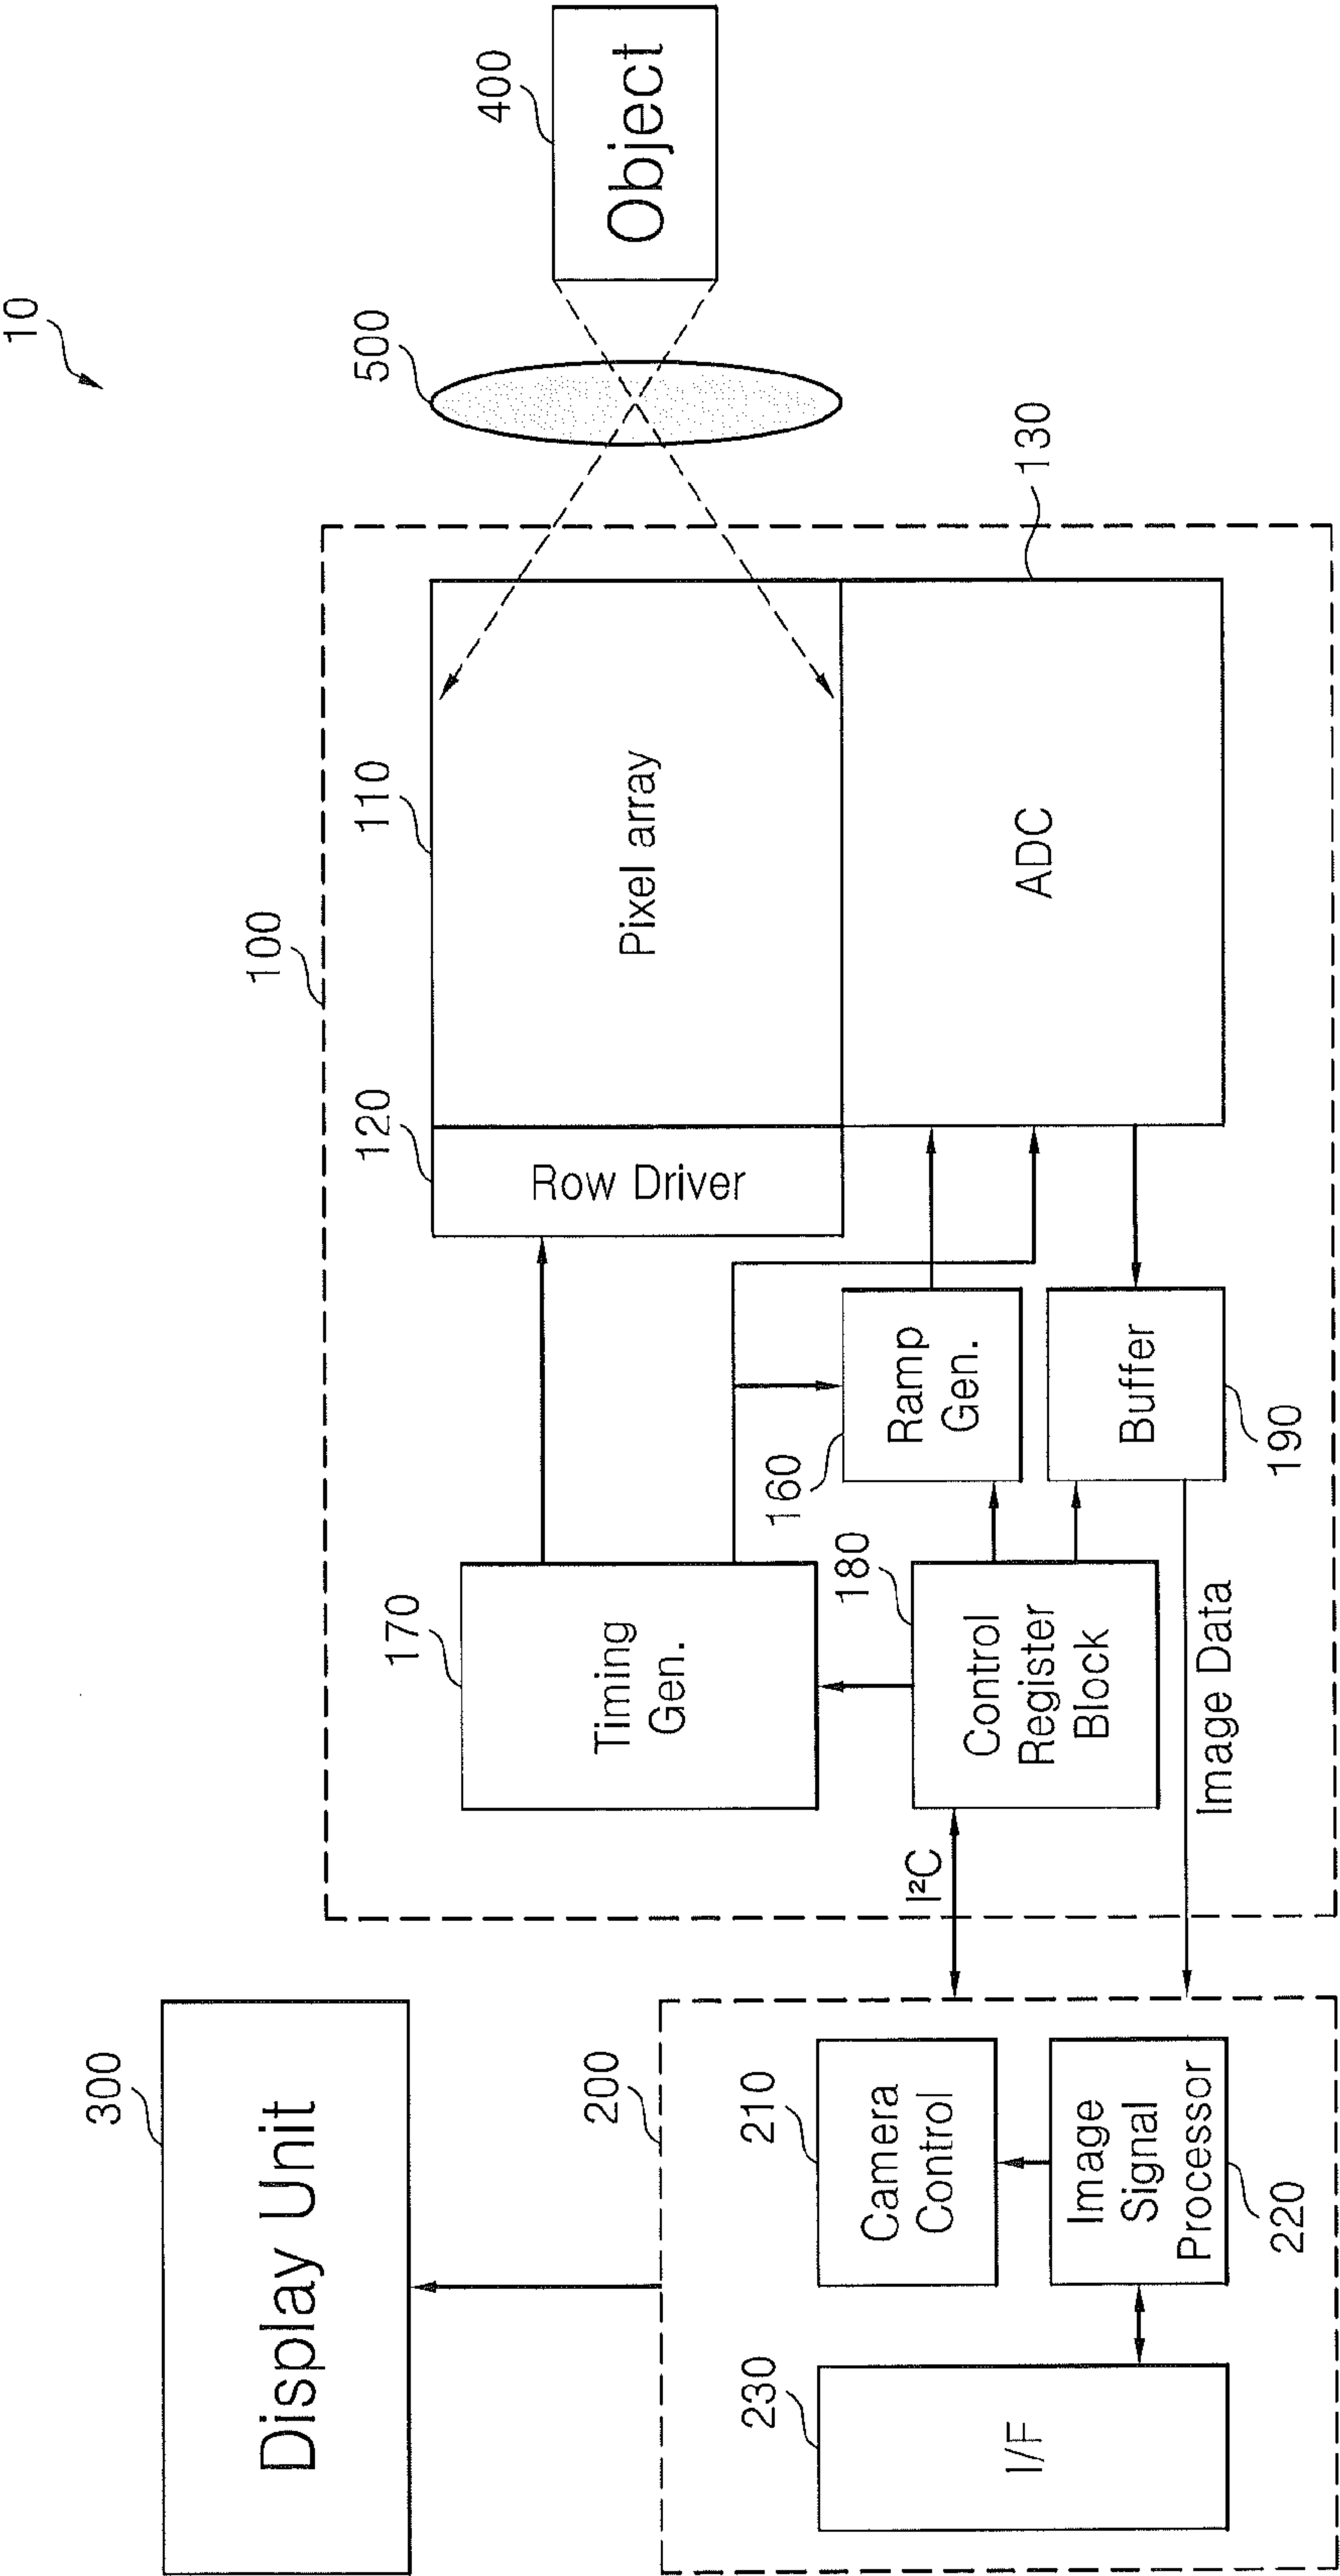 10
300
Display Unit
200
210
Camera
Control
Image
Signal
Processor
220
230
I/F
100
170
Timing
Gen.
180
Control
Register
Block
I²C
Image Data
160
Ramp
Gen.
Buffer
190
120
Row Driver
110
Pixel array
ADC
130
500
400
Object